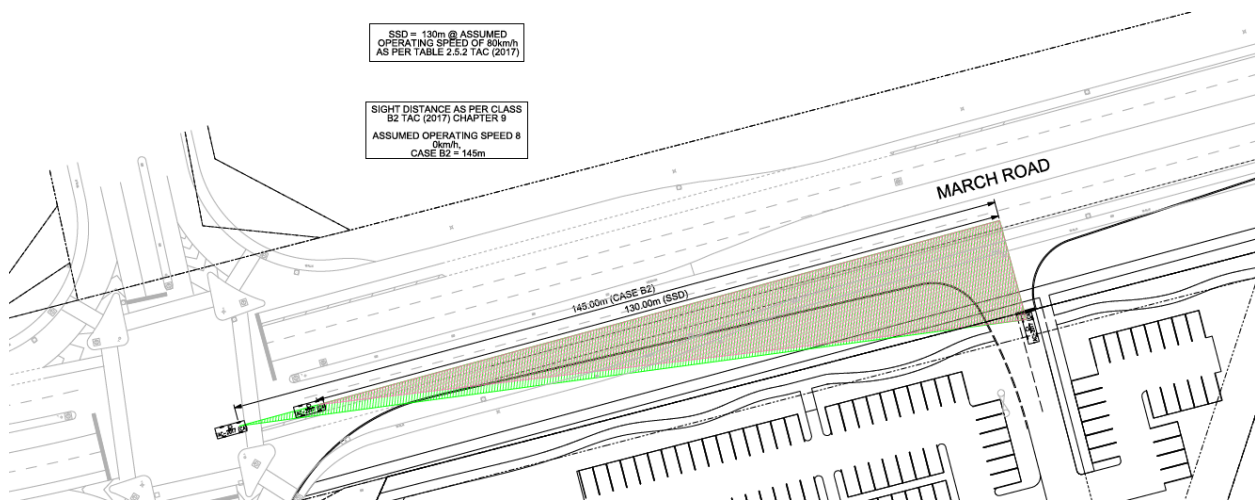 SSD = 130m @ ASSUMED
OPERATING SPEED OF 80km/h
AS PER TABLE 2.5.2 TAC (2017)
SIGHT DISTANCE AS PER CLASS
B2 TAC (2017) CHAPTER 9
ASSUMED OPERATING SPEED 8
0km/h,
CASE B2 = 145m
MARCH ROAD
145.00m (CASE B2)
130.00m (SSD)